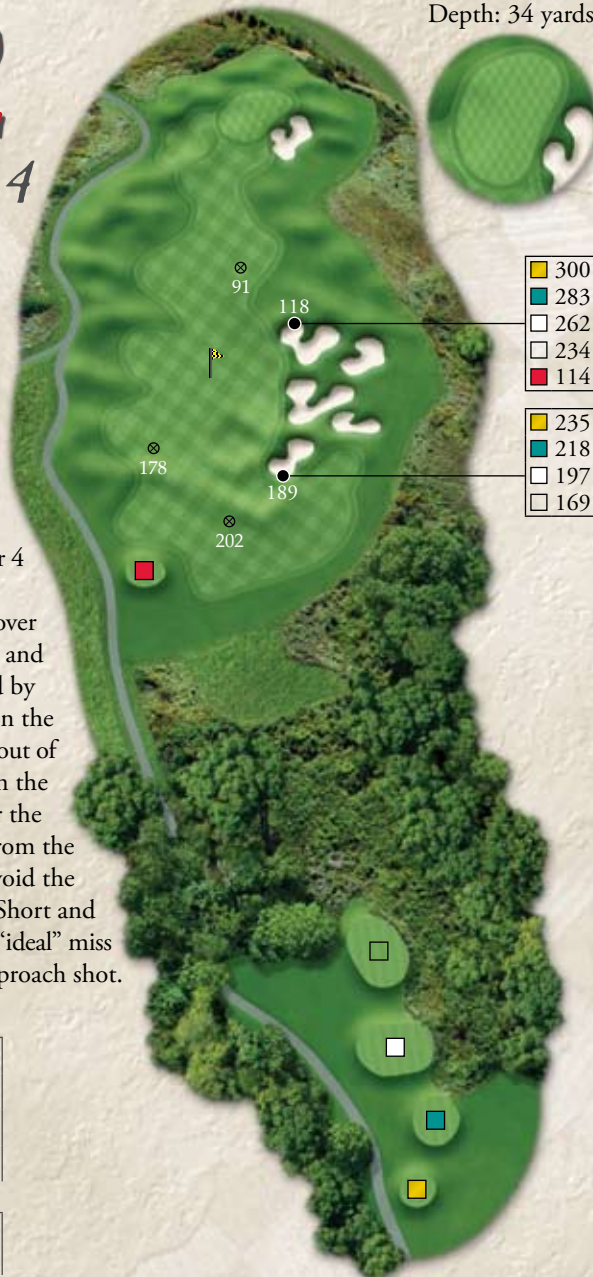 Depth: 34 yards
4
91
118
178
189
202
300
283
262
234
114
235
218
197
169
4
over
and
by
n the
out of
n the
the
rom the
void the
Short and
“ideal” miss
proach shot.